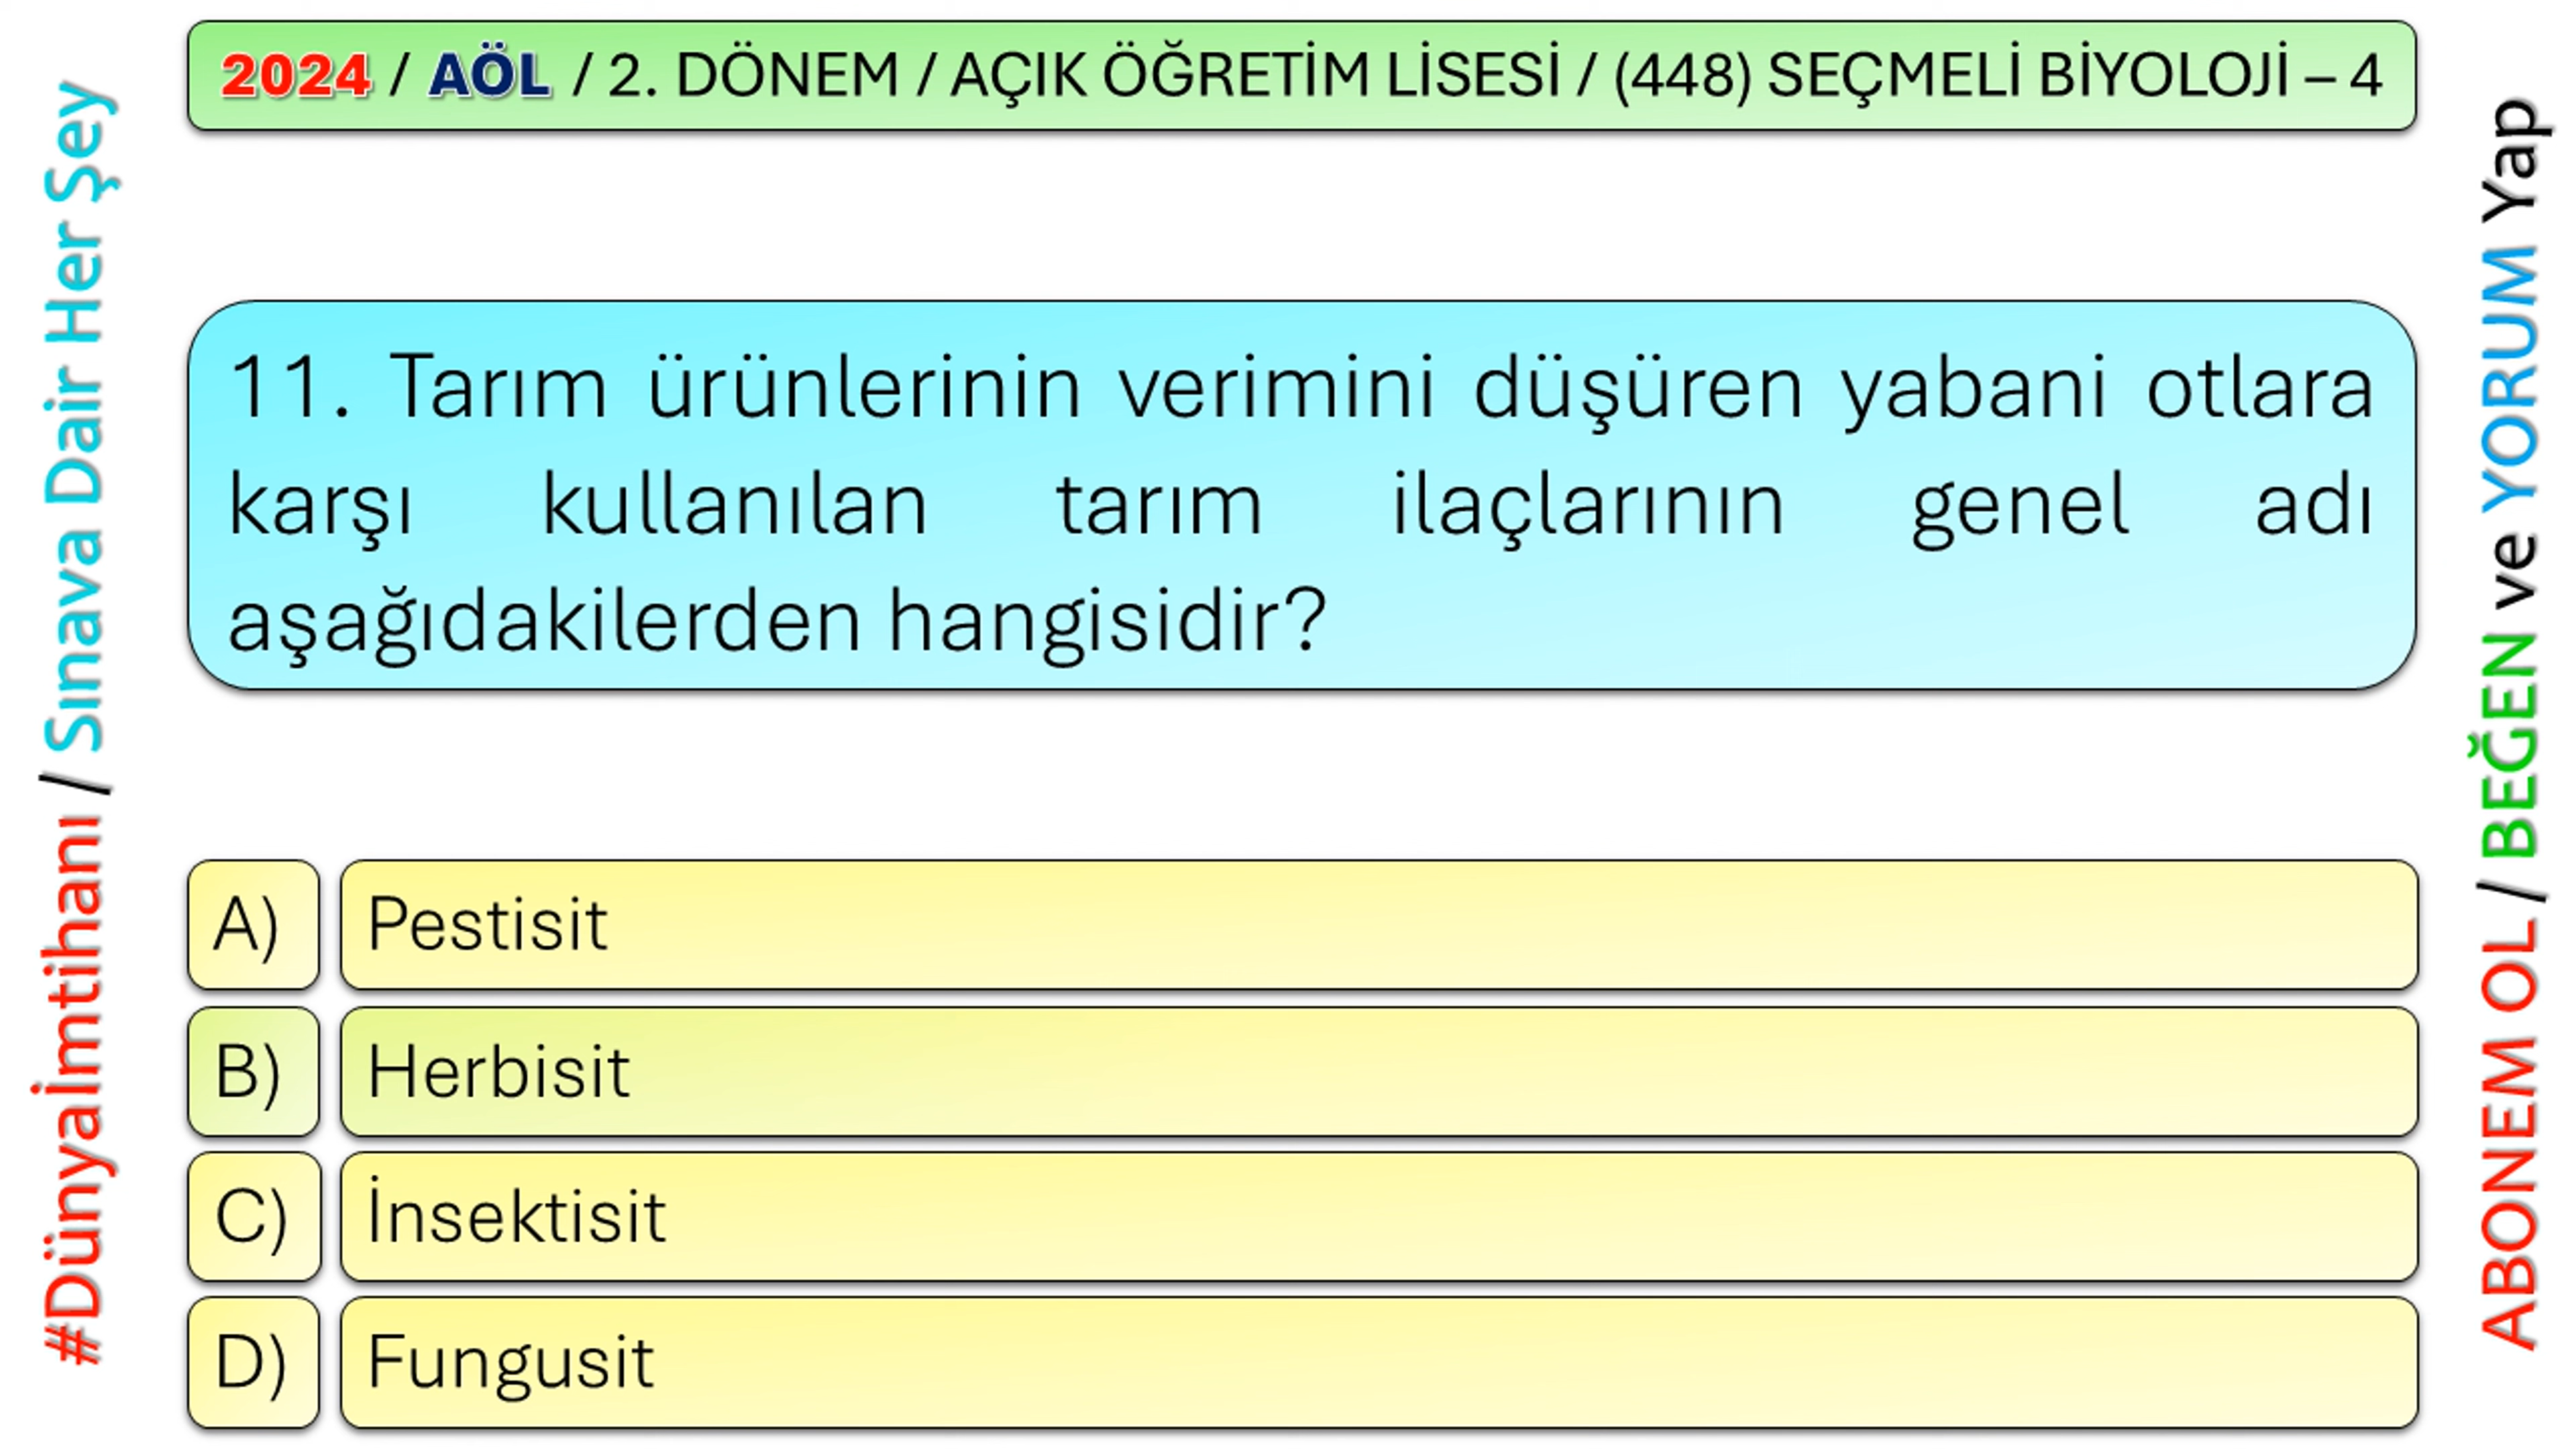 2024 / AÖL / 2. DÖNEM / AÇIK ÖĞRETİM LİSESİ / (448) SEÇMELİ BİYOLOJİ – 4
#Dünyaİmtihanı / Sınava Dair Her Şey
11. Tarım ürünlerinin verimini düşüren yabani otlara
karşı kullanılan tarım ilaçlarının genel adı
aşağıdakilerden hangisidir?
A) Pestisit
B) Herbisit
C) İnsektisit
D) Fungusit
ABONEM OL / BEĞEN ve YORUM Yap